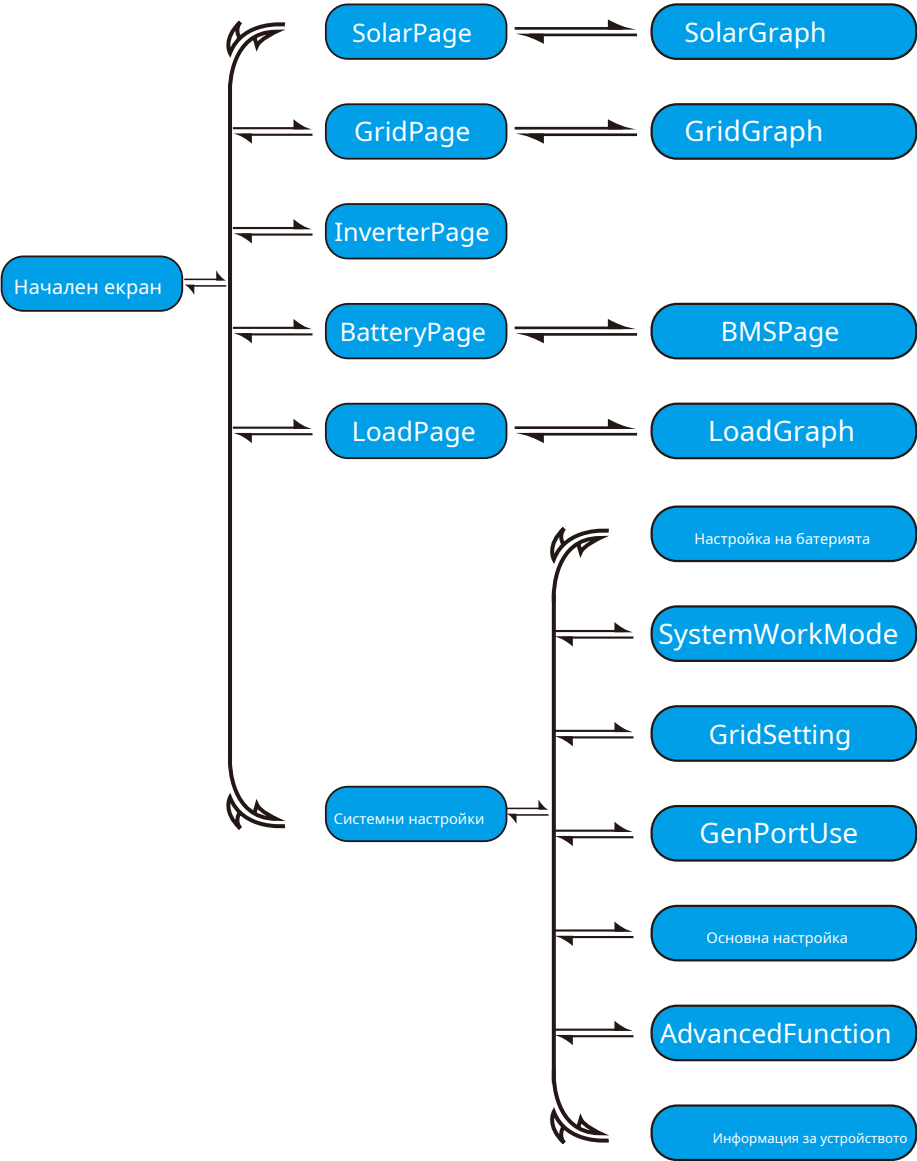 SolarPage
SolarGraph
GridPage
GridGraph
InverterPage
Начален екран
BatteryPage
BMSPage
LoadPage
LoadGraph
Настройка на батерията
SystemWorkMode
GridSetting
Системни настройки
GenPortUse
Основна настройка
AdvancedFunction
Информация за устройството